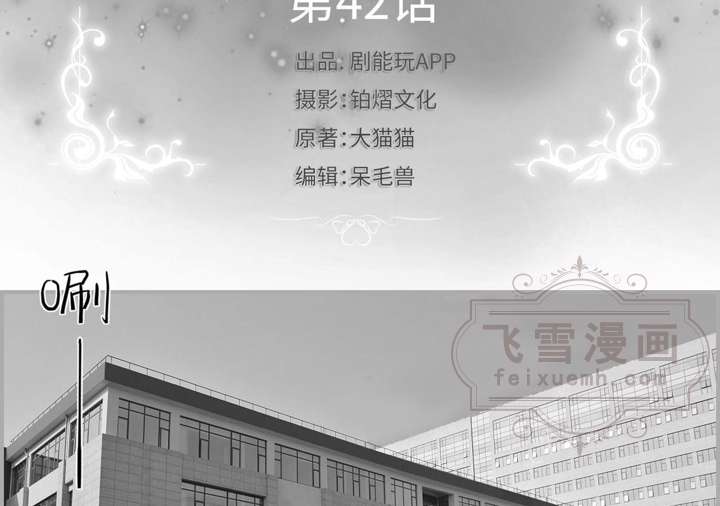 第42话
出品：剧能玩APP
摄影：铂熠文化
原著：大猫猫
编辑：呆毛兽
唰
飞雪漫画
feixuemh.com